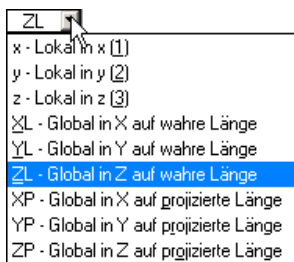 ZL
x - Lokal in x (1)
y - Lokal in y (2)
z - Lokal in z (3)
XL - Global in X auf wahre Länge
YL - Global in Y auf wahre Länge
ZL - Global in Z auf wahre Länge
XP - Global in X auf projizierte Länge
YP - Global in Y auf projizierte Länge
ZP - Global in Z auf projizierte Länge